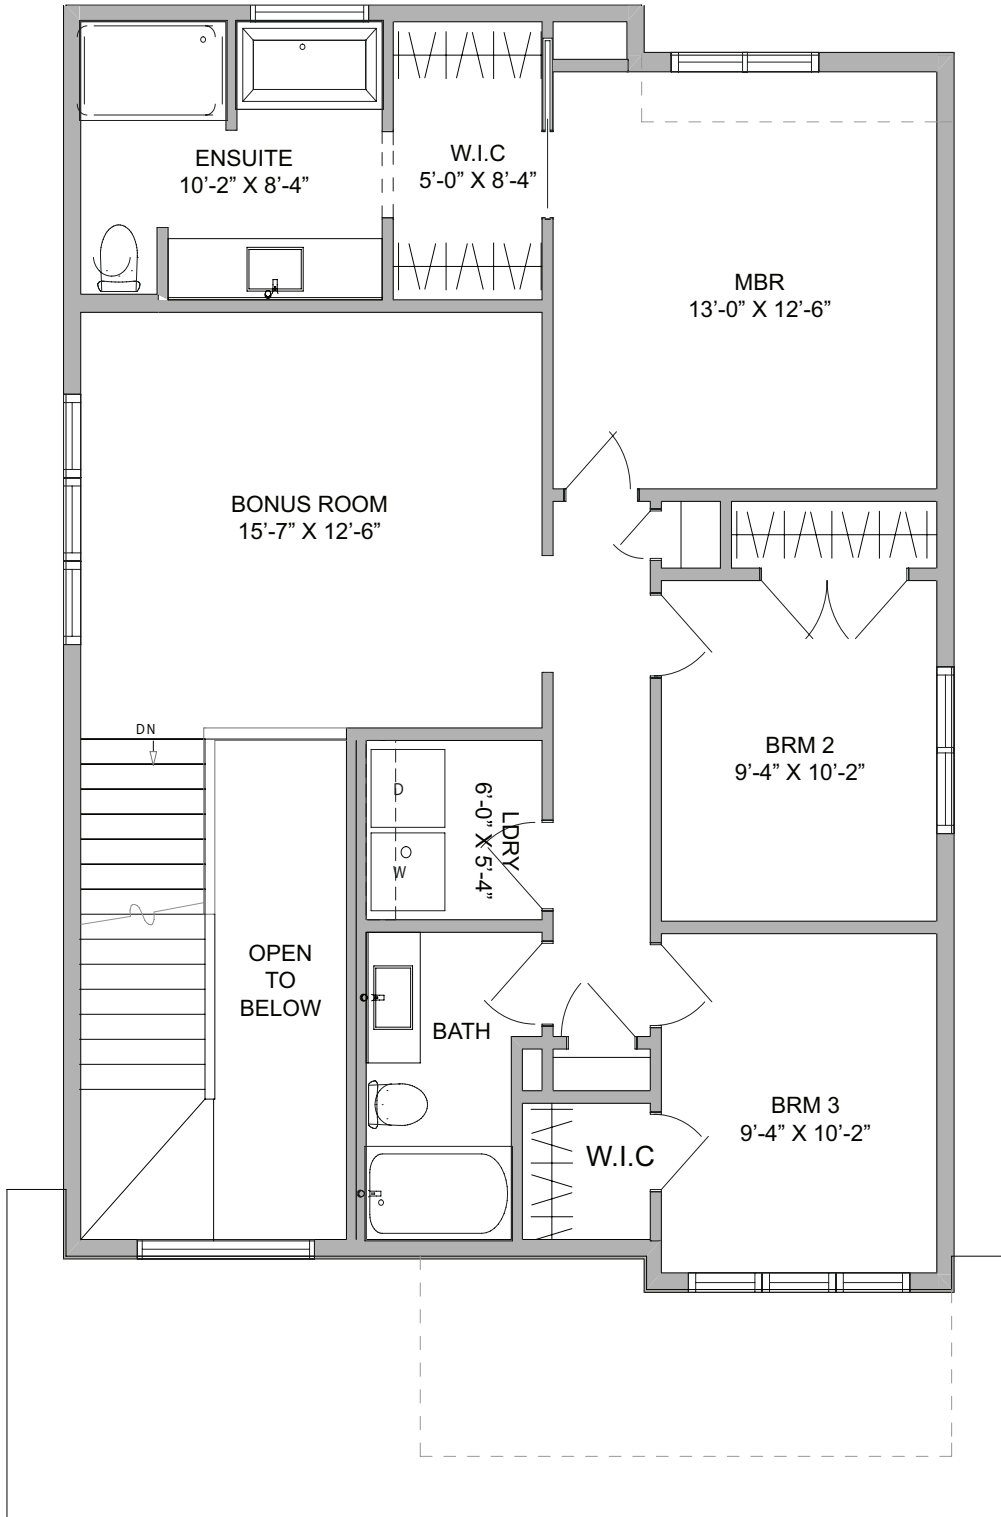 ENSUITE
10’-2” X 8’-4”
W.I.C
5’-0” X 8’-4”
MBR
13’-0” X 12’-6”
BONUS ROOM
15’-7” X 12’-6”
DN
BRM 2
9’-4” X 10’-2”
D
W
LDRY
6’-0” X 5’-4”
OPEN
TO
BELOW
BATH
BRM 3
9’-4” X 10’-2”
W.I.C